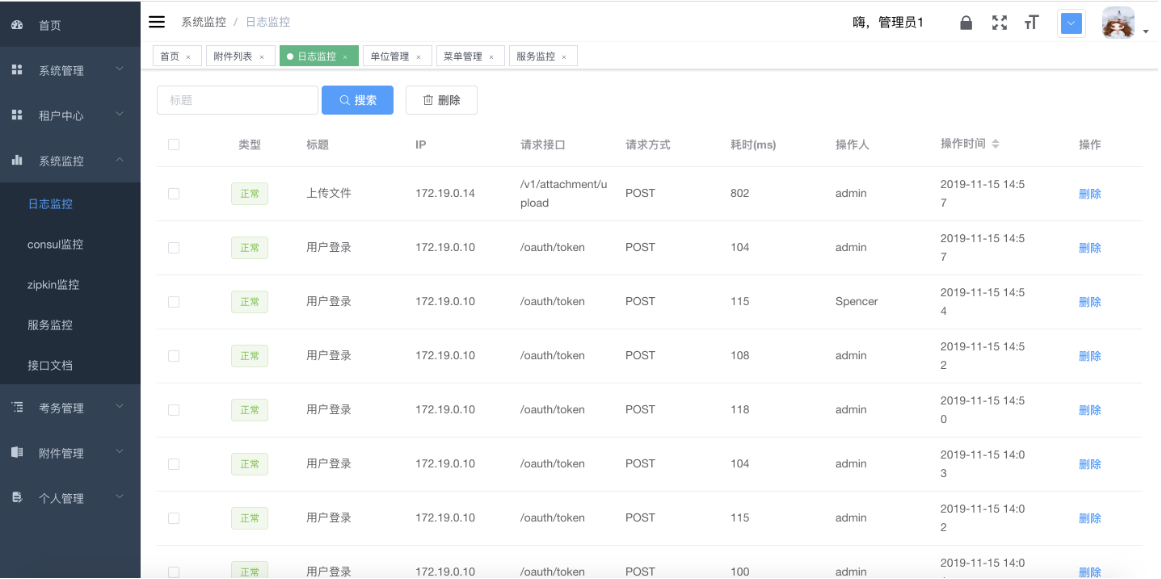 首页
系统管理
租户中心
系统监控
日志监控
consul监控
zipkin监控
服务监控
接口文档
考务管理
附件管理
个人管理
系统监控 / 日志监控
嗨，管理员1
首页 × 附件列表 × 日志监控 × 单位管理 × 菜单管理 × 服务监控 ×
标题 搜索 删除
类型 标题 IP 请求接口 请求方式 耗时(ms) 操作人 操作时间 操作
正常 上传文件 172.19.0.14 /v1/attachment/u POST 802 admin 2019-11-15 14:5 删除
pload 7
正常 用户登录 172.19.0.10 /oauth/token POST 104 admin 2019-11-15 14:5 删除
7
正常 用户登录 172.19.0.10 /oauth/token POST 115 Spencer 2019-11-15 14:5 删除
4
正常 用户登录 172.19.0.10 /oauth/token POST 108 admin 2019-11-15 14:5 删除
2
正常 用户登录 172.19.0.10 /oauth/token POST 118 admin 2019-11-15 14:5 删除
0
正常 用户登录 172.19.0.10 /oauth/token POST 104 admin 2019-11-15 14:0 删除
3
正常 用户登录 172.19.0.10 /oauth/token POST 115 admin 2019-11-15 14:0 删除
2
正常 用户登录 172.19.0.10 /oauth/token POST 100 admin 2019-11-15 14:0 删除